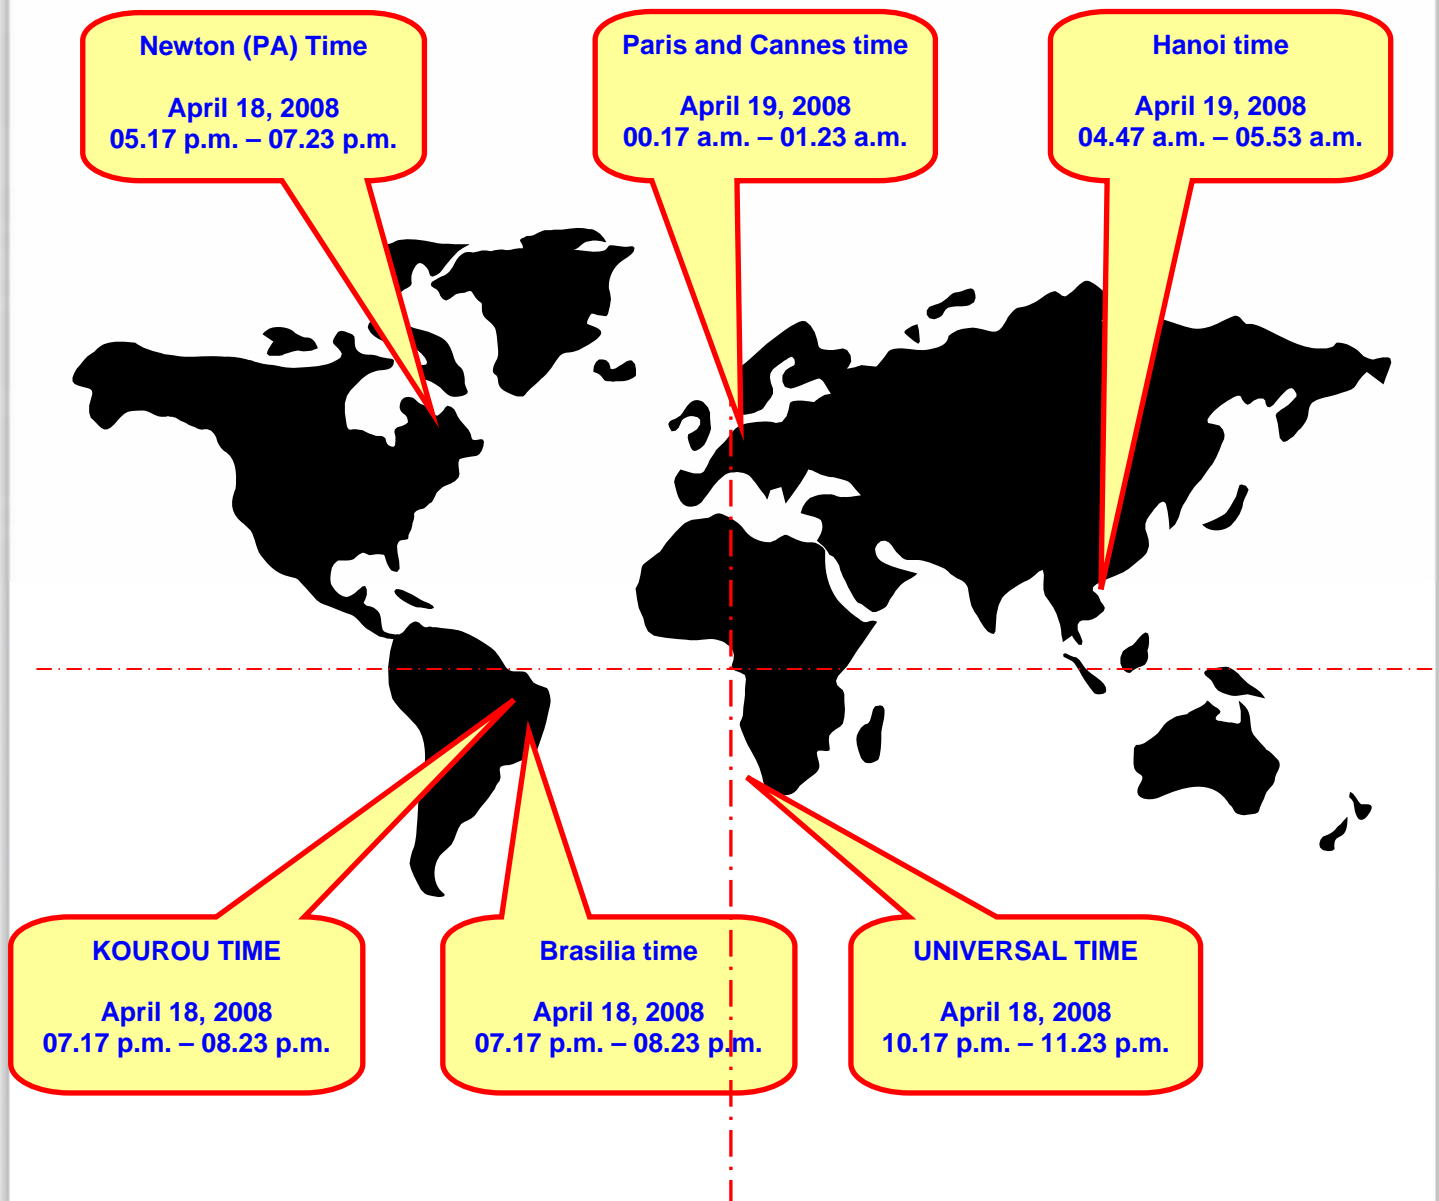 Newton (PA) Time
April 18, 2008
05.17 p.m. – 07.23 p.m.
Paris and Cannes time
April 19, 2008
00.17 a.m. – 01.23 a.m.
Hanoi time
April 19, 2008
04.47 a.m. – 05.53 a.m.
KOUROU TIME
April 18, 2008
07.17 p.m. – 08.23 p.m.
Brasilia time
April 18, 2008
07.17 p.m. – 08.23 p.m.
UNIVERSAL TIME
April 18, 2008
10.17 p.m. – 11.23 p.m.